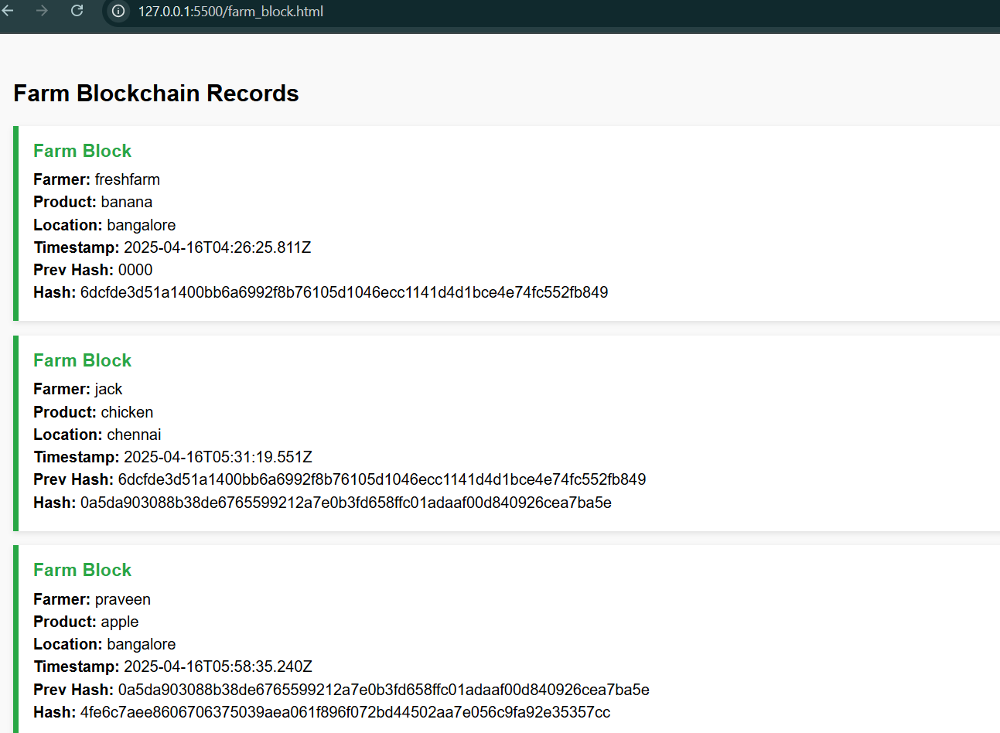 127.0.0.1:5500/farm_block.html
Farm Blockchain Records
Farm Block
Farmer: freshfarm
Product: banana
Location: bangalore
Timestamp: 2025-04-16T04:26:25.811Z
Prev Hash: 0000
Hash: 6dcfde3d51a1400bb6a6992f8b76105d1046ecc1141d4d1bce4e74fc552fb849
Farm Block
Farmer: jack
Product: chicken
Location: chennai
Timestamp: 2025-04-16T05:31:19.551Z
Prev Hash: 6dcfde3d51a1400bb6a6992f8b76105d1046ecc1141d4d1bce4e74fc552fb849
Hash: 0a5da903088b38de6765599212a7e0b3fd658ffc01adaaf00d840926cea7ba5e
Farm Block
Farmer: praveen
Product: apple
Location: bangalore
Timestamp: 2025-04-16T05:58:35.240Z
Prev Hash: 0a5da903088b38de6765599212a7e0b3fd658ffc01adaaf00d840926cea7ba5e
Hash: 4fe6c7aee8606706375039aea061f896f072bd44502aa7e056c9fa92e35357cc